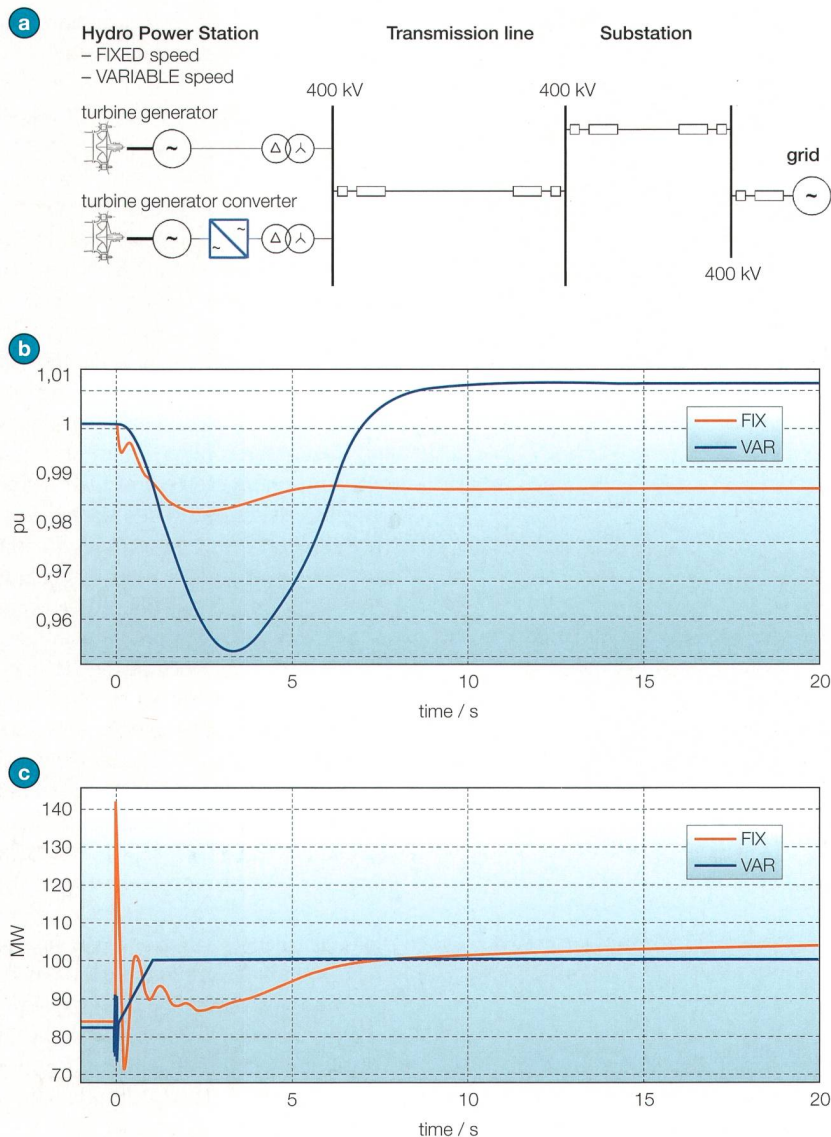 a
Hydro Power Station
– FIXED speed
– VARIABLE speed
Transmission line
Substation
400 kV
400 kV
turbine generator
~
Δ
grid
~
turbine generator converter
~
~
~
Δ
400 kV
b
1,01
1
0,99
0,98
0,97
0,96
pu
FIX
VAR
0
5
10
15
20
time / s
c
140
130
120
110
100
90
80
70
MW
FIX
VAR
0
5
10
15
20
time / s